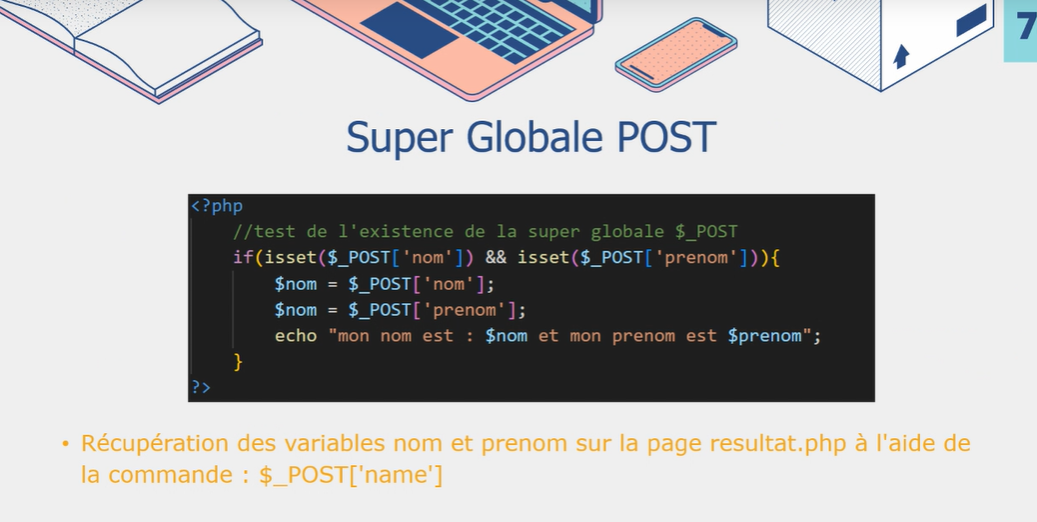 7
Super Globale POST
<?php
//test de l'existence de la super globale $_POST
if(isset($_POST['nom']) && isset($_POST['prenom'])){
$nom = $_POST['nom'];
$nom = $_POST['prenom'];
echo "mon nom est : $nom et mon prenom est $prenom";
}
?>
• Récupération des variables nom et prenom sur la page resultat.php à l'aide de
la commande : $_POST['name']